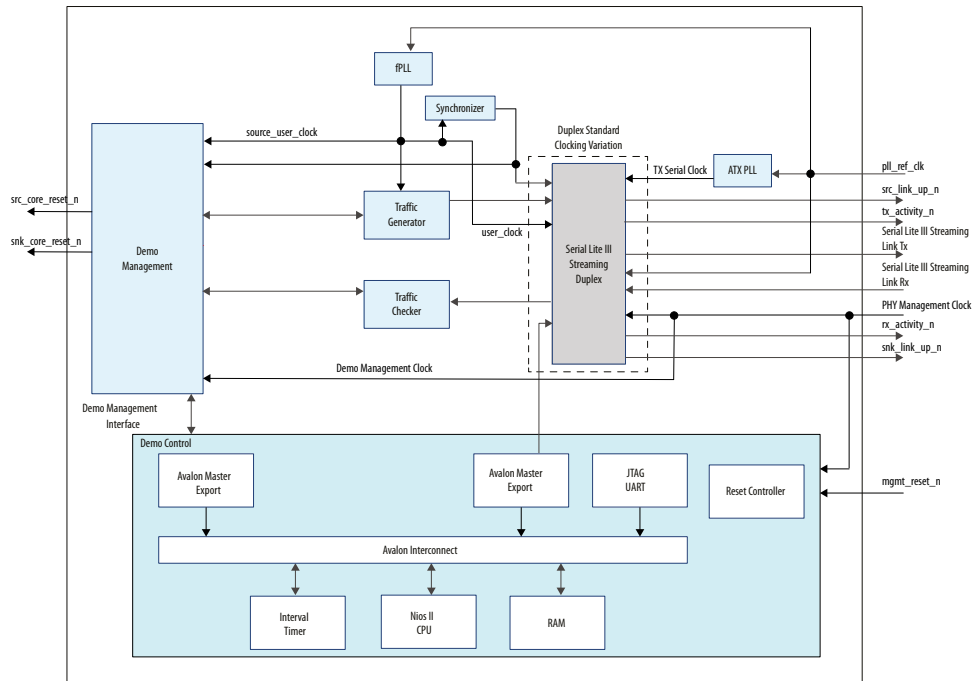 fPLL
Synchronizer
source_user_clock
Duplex Standard
Clocking Variation
TX Serial Clock
ATX PLL
pll_ref_clk
src_link_up_n
tx_activity_n
Serial Lite III Streaming
Link Tx
Serial Lite III Streaming
Link Rx
PHY Management Clock
rx_activity_n
snk_link_up_n
src_core_reset_n
snk_core_reset_n
Demo
Management
Traffic
Generator
user_clock
Serial Lite III
Streaming
Duplex
Traffic
Checker
Demo Management Clock
Demo Management
Interface
Demo Control
Avalon Master
Export
Avalon Master
Export
JTAG
UART
Reset Controller
mgmt_reset_n
Avalon Interconnect
Interval
Timer
Nios II
CPU
RAM